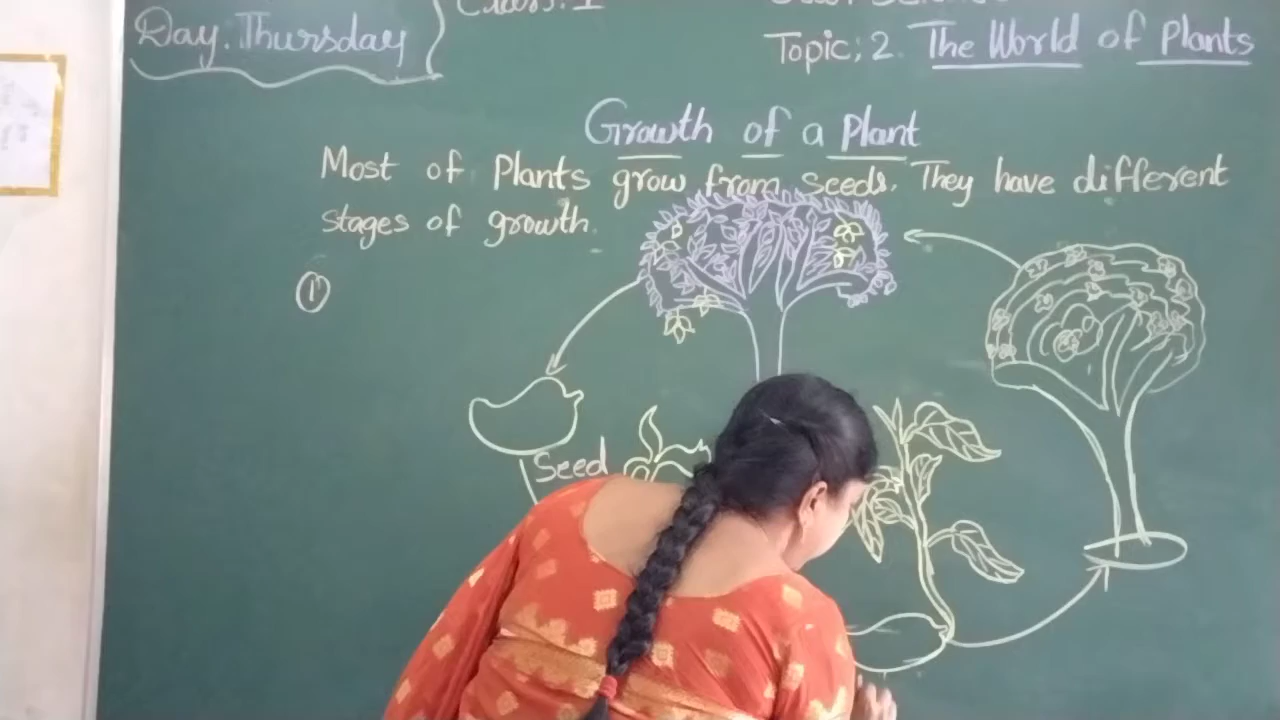 Day. Thursday
Topic; 2. The World of Plants
Growth of a Plant
Most of Plants grow from seeds. They have different
stages of growth.
①
Seed